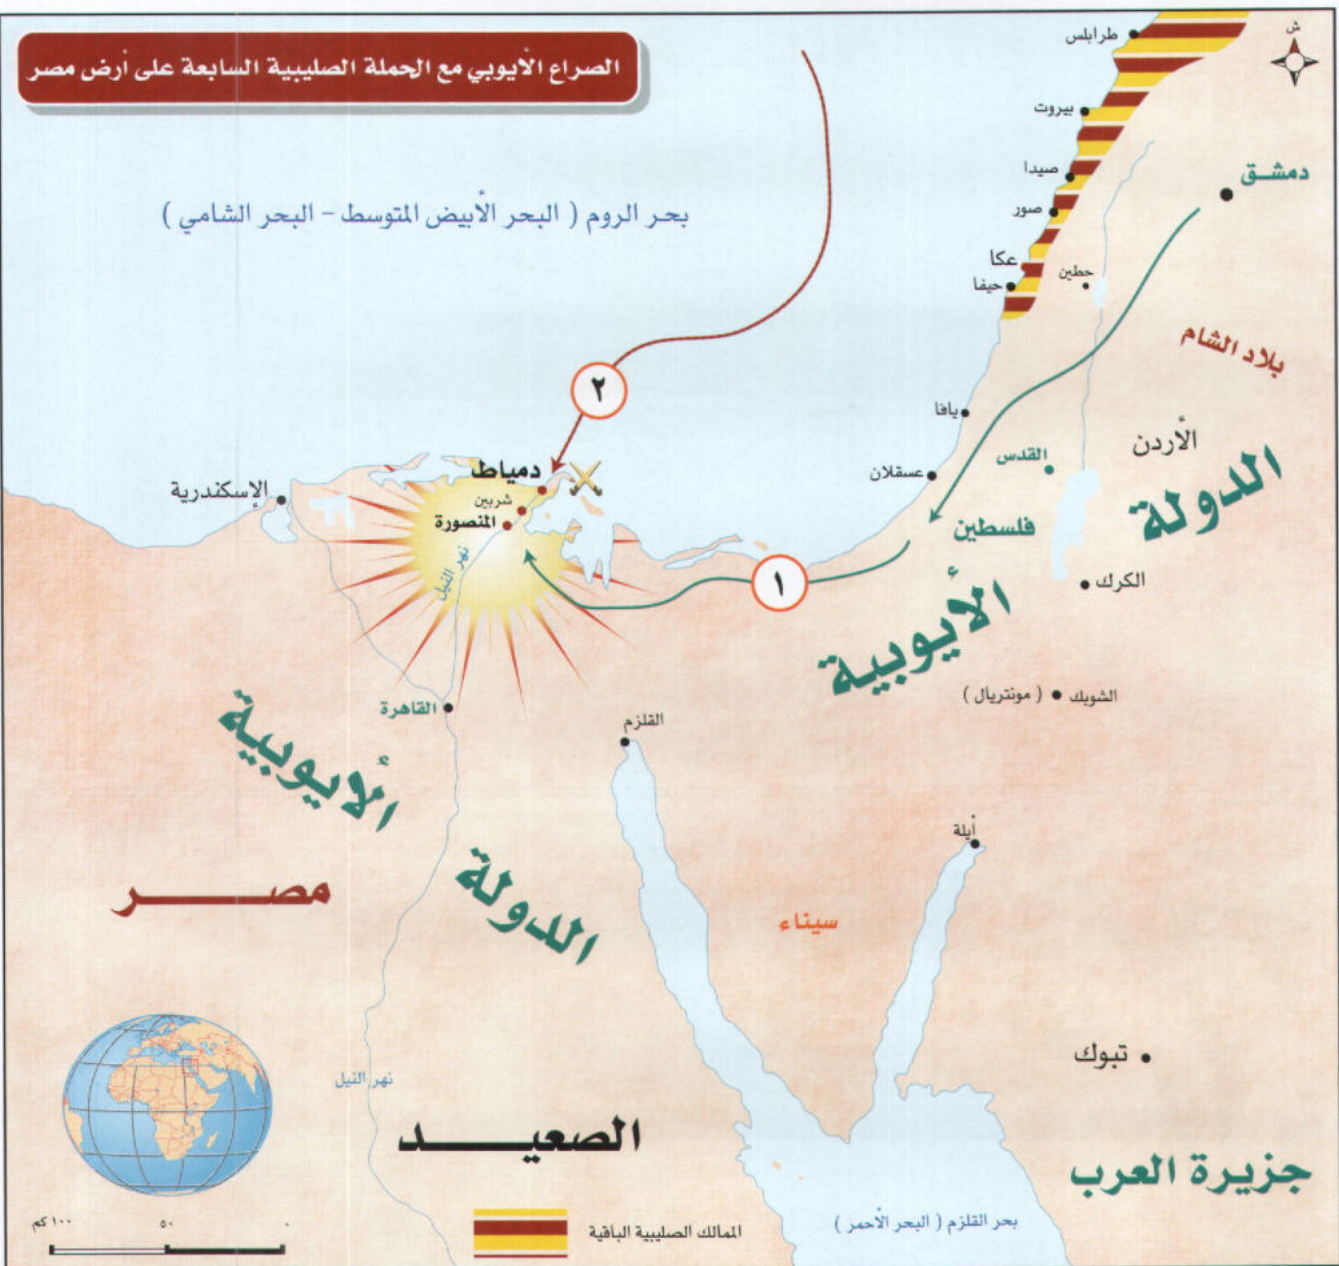 الصراع الأيوبي مع الحملة الصليبية السابعة على أرض مصر
ش
طرابلس
بيروت
صيدا
دمشـق
صور
بحر الروم ( البحر الأبيض المتوسط - البحر الشامي )
عكا
حطين
حيفا
بلاد الشام
٢
يافا
الأردن
القدس
عسقلان
دمياط
الإسكندرية
شربين
المنصورة
فلسطين
الدولة
نهر النيل
١
الكرك
الأيوبية
الشوبك ( مونتريال )
القاهرة
القلزم
الأيوبية
أيلة
مصـــــر
الدولة
سيناء
تبوك
نهر النيل
الصعيـــــد
جزيرة العرب
بحر القلزم ( البحر الأحمر )
الممالك الصليبية الباقية
٠
٥٠
١٠٠ كم